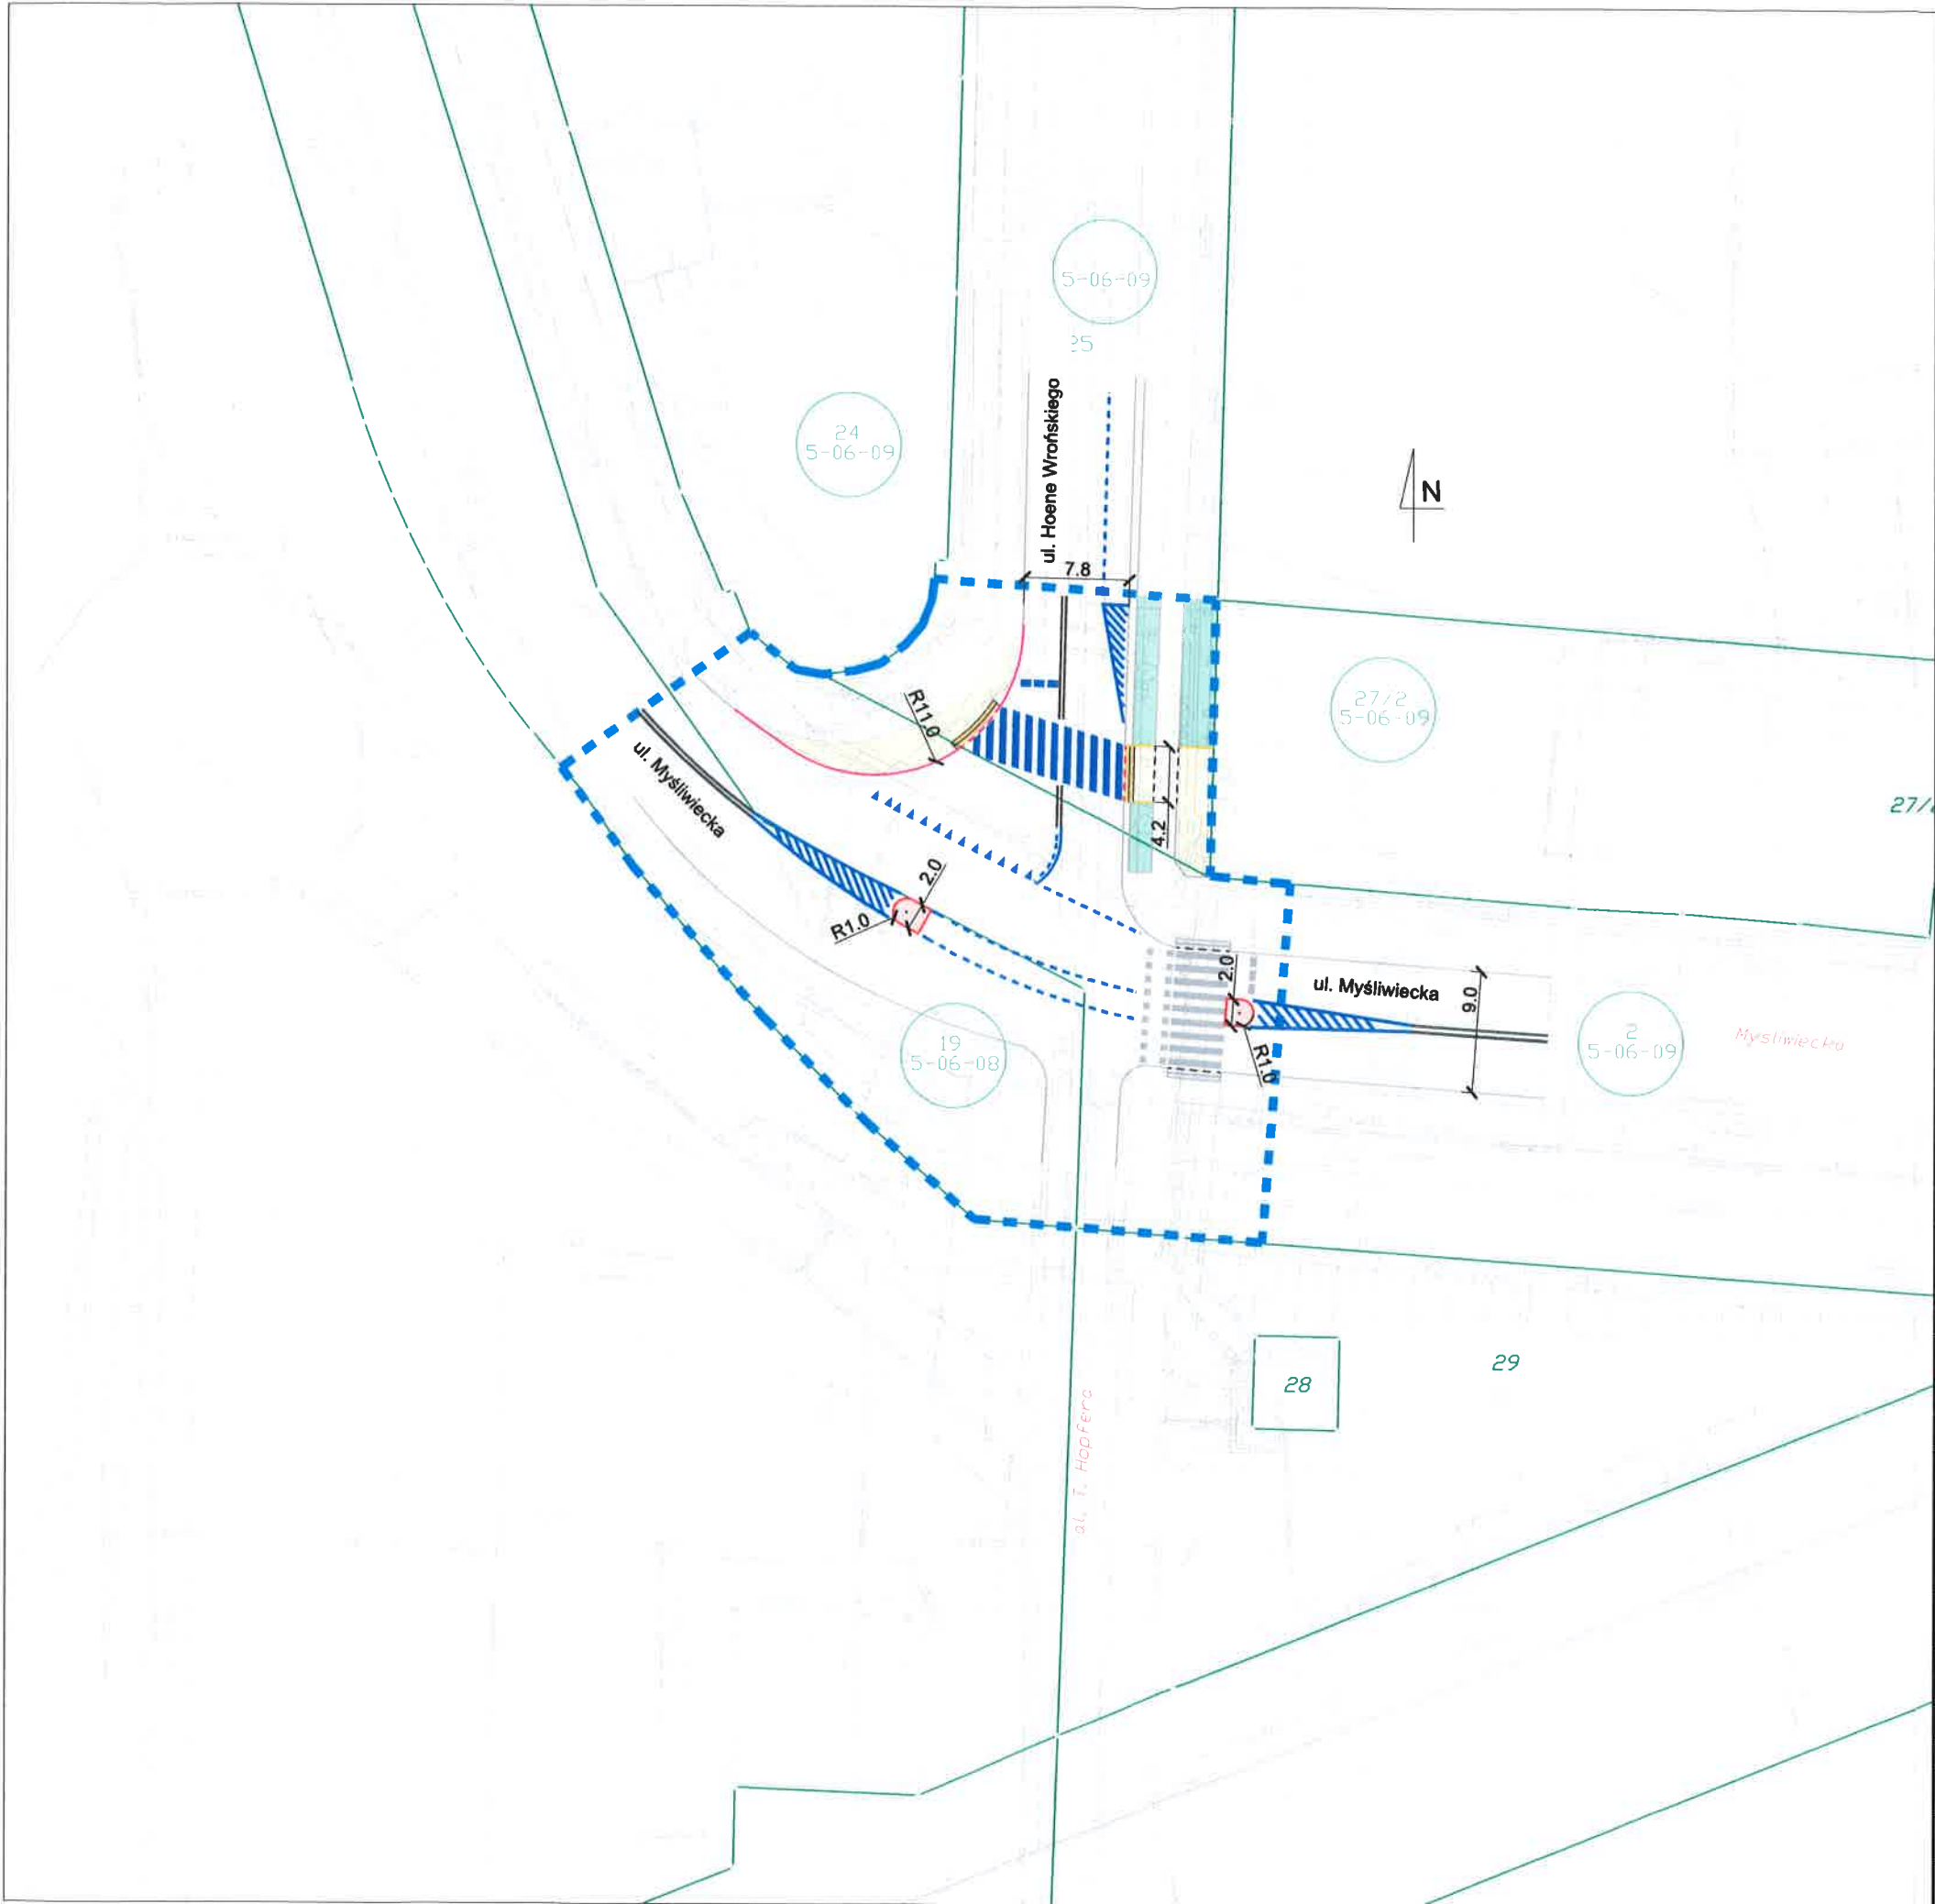 5-06-09
25
ul. Hoene Wrońskiego
24
5-06-09
N
7.8
27/2
5-06-09
R11.0
ul. Myśliwiecka
4.2
27/
2.0
R1.0
2.0
ul. Myśliwiecka
9.0
R1.0
19
5-06-08
2
5-06-09
Mysliwiecka
28
29
al. T. Hopfera